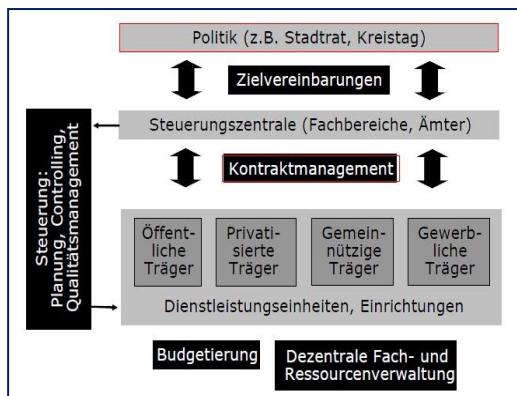 Politik (z.B. Stadtrat, Kreistag)
Zielvereinbarungen
Steuerungszentrale (Fachbereiche, Ämter)
Kontraktmanagement
Steuerung:
Planung, Controlling,
Qualitätsmanagement
Öffent-
liche
Träger
Privati-
sierte
Träger
Gemein-
nützige
Träger
Gewerb-
liche
Träger
Dienstleistungseinheiten, Einrichtungen
Budgetierung
Dezentrale Fach- und
Ressourcenverwaltung